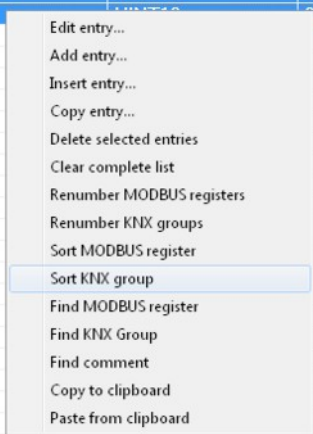 Edit entry...
Add entry...
Insert entry...
Copy entry...
Delete selected entries
Clear complete list
Renumber MODBUS registers
Renumber KNX groups
Sort MODBUS register
Sort KNX group
Find MODBUS register
Find KNX Group
Find comment
Copy to clipboard
Paste from clipboard